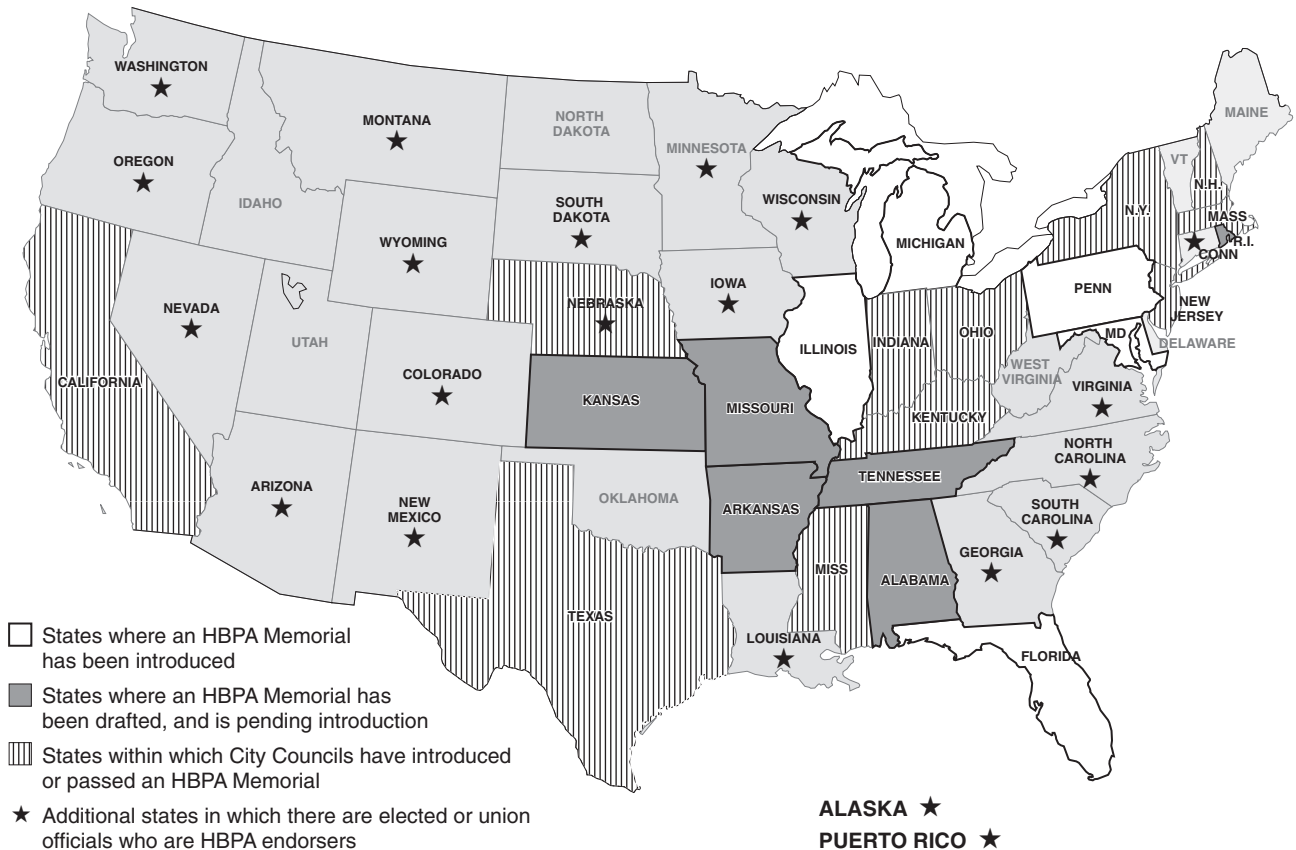 WASHINGTON
MONTANA
NORTH
DAKOTA
MINNESOTA
MAINE
VT
OREGON
IDAHO
SOUTH
DAKOTA
WISCONSIN
N.H.
N.Y.
MASS
WYOMING
MICHIGAN
R.I.
CONN
NEVADA
NEBRASKA
IOWA
PENN
NEW
JERSEY
UTAH
ILLINOIS
INDIANA
OHIO
MD
DELAWARE
CALIFORNIA
COLORADO
KANSAS
MISSOURI
WEST
VIRGINIA
VIRGINIA
KENTUCKY
NORTH
CAROLINA
ARIZONA
NEW
MEXICO
OKLAHOMA
ARKANSAS
TENNESSEE
SOUTH
CAROLINA
GEORGIA
TEXAS
MISS
ALABAMA
LOUISIANA
FLORIDA
States where an HBPA Memorial
has been introduced
States where an HBPA Memorial has
been drafted, and is pending introduction
States within which City Councils have introduced
or passed an HBPA Memorial
Additional states in which there are elected or union
officials who are HBPA endorsers
ALASKA
PUERTO RICO